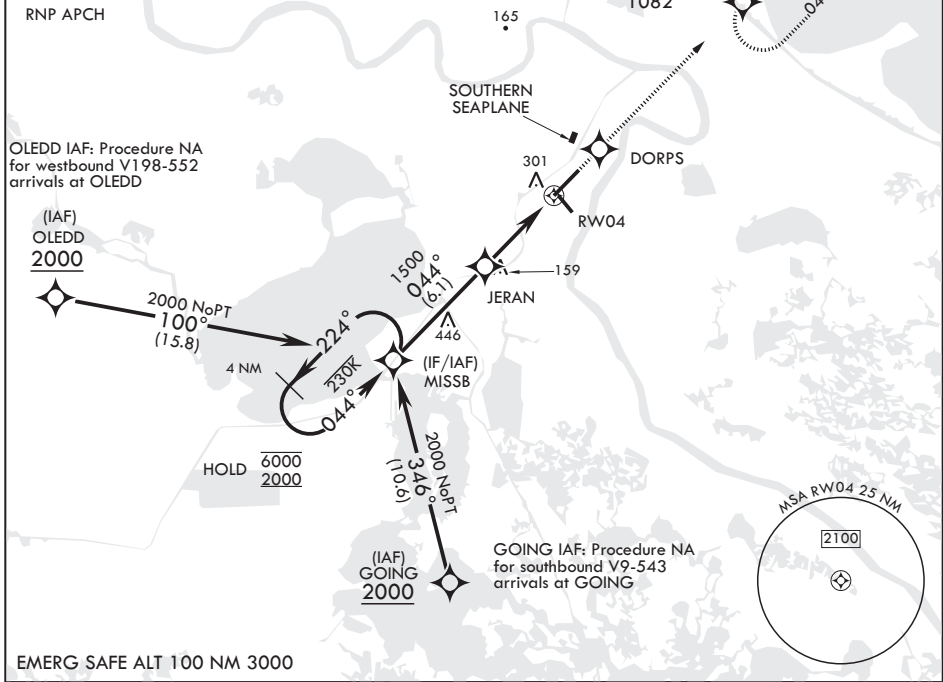 RNP APCH
165
1082
04
SOUTHERN
SEAPLANE
OLEDD IAF: Procedure NA
for westbound V198-552
arrivals at OLEDD
301
DORPS
RW04
(IAF)
OLEDD
2000
1500
044°
(6.1)
159
JERAN
2000 NoPT
100°
(15.8)
224°
446
4 NM
230K
(IF/IAF)
MISSB
044°
HOLD
6000
2000
2000 NoPT
346°
(10.6)
MSA RW04 25 NM
2100
(IAF)
GOING
2000
GOING IAF: Procedure NA
for southbound V9-543
arrivals at GOING
EMERG SAFE ALT 100 NM 3000